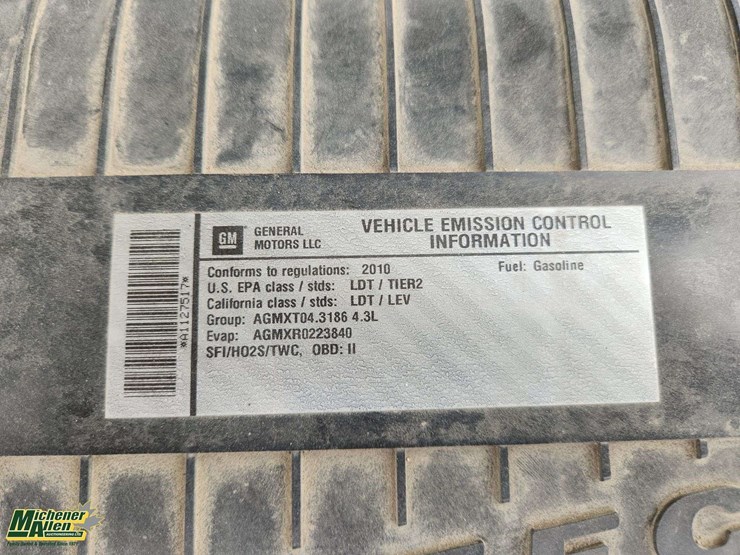 GM
GENERAL
MOTORS LLC
VEHICLE EMISSION CONTROL
INFORMATION
Conforms to regulations: 2010
Fuel: Gasoline
U.S. EPA class / stds: LDT / TIER2
California class / stds: LDT / LEV
Group: AGMXT04.3186 4.3L
Evap: AGMXR0223840
SFI/HO2S/TWC, OBD: II
*A1127517*
Michener
Allen
AUCTIONEERING LTD.